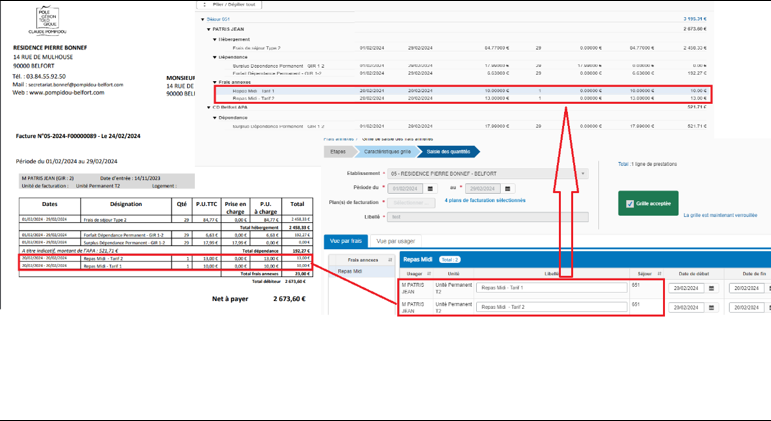 PÔLE
GÉRONTOLOGIQUE
CLAUDE POMPIDOU
RESIDENCE PIERRE BONNEF
14 RUE DE MULHOUSE
90000 BELFORT
Tél. : 03.84.55.92.50
Mail : secretariat.bonnef@pompidou-belfort.com
Web : www.pompidou-belfort.com
MONSIEU
14 RUE DE
90000 BELF
Facture N°05-2024-F00000089 - Le 24/02/2024
Période du 01/02/2024 au 29/02/2024
M PATRIS JEAN (GIR : 2) Date d'entrée : 14/11/2023
Unité de facturation : Unité Permanent T2 Logement :
Dates Désignation Qté P.U.TTC Prise en charge P.U. à charge Total
01/02/2024 - 29/02/2024 Frais de séjour Type 2 29 84,77 € 0,00 € 84,77 € 2 458,33 €
Total hébergement 2 458,33 €
01/02/2024 - 29/02/2024 Forfait Dépendance Permanent - GIR 1-2 29 6,63 € 0,00 € 6,63 € 192,27 €
01/02/2024 - 29/02/2024 Surplus Dépendance Permanent - GIR 1-2 29 17,99 € 17,99 € 0,00 € 0,00 €
A titre indicatif, montant de l'APA : 521,71 € Total dépendance 192,27 €
20/02/2024 - 20/02/2024 Repas Midi - Tarif 2 1 13,00 € 0,00 € 13,00 € 13,00 €
20/02/2024 - 20/02/2024 Repas Midi - Tarif 1 1 10,00 € 0,00 € 10,00 € 10,00 €
Total frais annexes 23,00 €
Total débiteur 2 673,60 €
Net à payer 2 673,60 €
Plier / Déplier tout
Séjour 651 3 195,31 €
PATRIS JEAN 2 673,60 €
Hébergement
Frais de séjour Type 2 01/02/2024 29/02/2024 84.77000 € 29 0.00000 € 84.77000 € 2 458.33 €
Dépendance
Surplus Dépendance Permanent - GIR 1-2 01/02/2024 29/02/2024 17.99000 € 29 17.99000 € 0.00000 € 0.00 €
Forfait Dépendance Permanent - GIR 1-2 01/02/2024 29/02/2024 6.63000 € 29 0.00000 € 6.63000 € 192.27 €
Frais annexes
Repas Midi - Tarif 1 20/02/2024 20/02/2024 10.00000 € 1 0.00000 € 10.00000 € 10.00 €
Repas Midi - Tarif 2 20/02/2024 20/02/2024 13.00000 € 1 0.00000 € 13.00000 € 13.00 €
CD Belfort APA 521.71 €
Dépendance
Surplus Dépendance Permanent - GIR 1-2 01/02/2024 29/02/2024 17.99000 € 29 0.00000 € 17.99000 € 521.71 €
Frais annexes : Grille de saisie des frais annexes
Etapes Caractéristiques grille Saisie des quantités
Etablissement * 05 - RESIDENCE PIERRE BONNEF - BELFORT
Période du * 01/02/2024 au * 29/02/2024
Plan(s) de facturation * Sélectionner... 4 plans de facturation sélectionnés
Libellé * test
Total: 1 ligne de prestations
Grille acceptée
La grille est maintenant verrouillée
Vue par frais Vue par usager
Frais annexes
Repas Midi
Repas Midi Total : 2
Usager Unité Libellé Séjour Date de début Date de fin
M PATRIS JEAN Unité Permanent T2 Repas Midi - Tarif 1 651 20/02/2024 20/02/2024
M PATRIS JEAN Unité Permanent T2 Repas Midi - Tarif 2 651 20/02/2024 20/02/2024